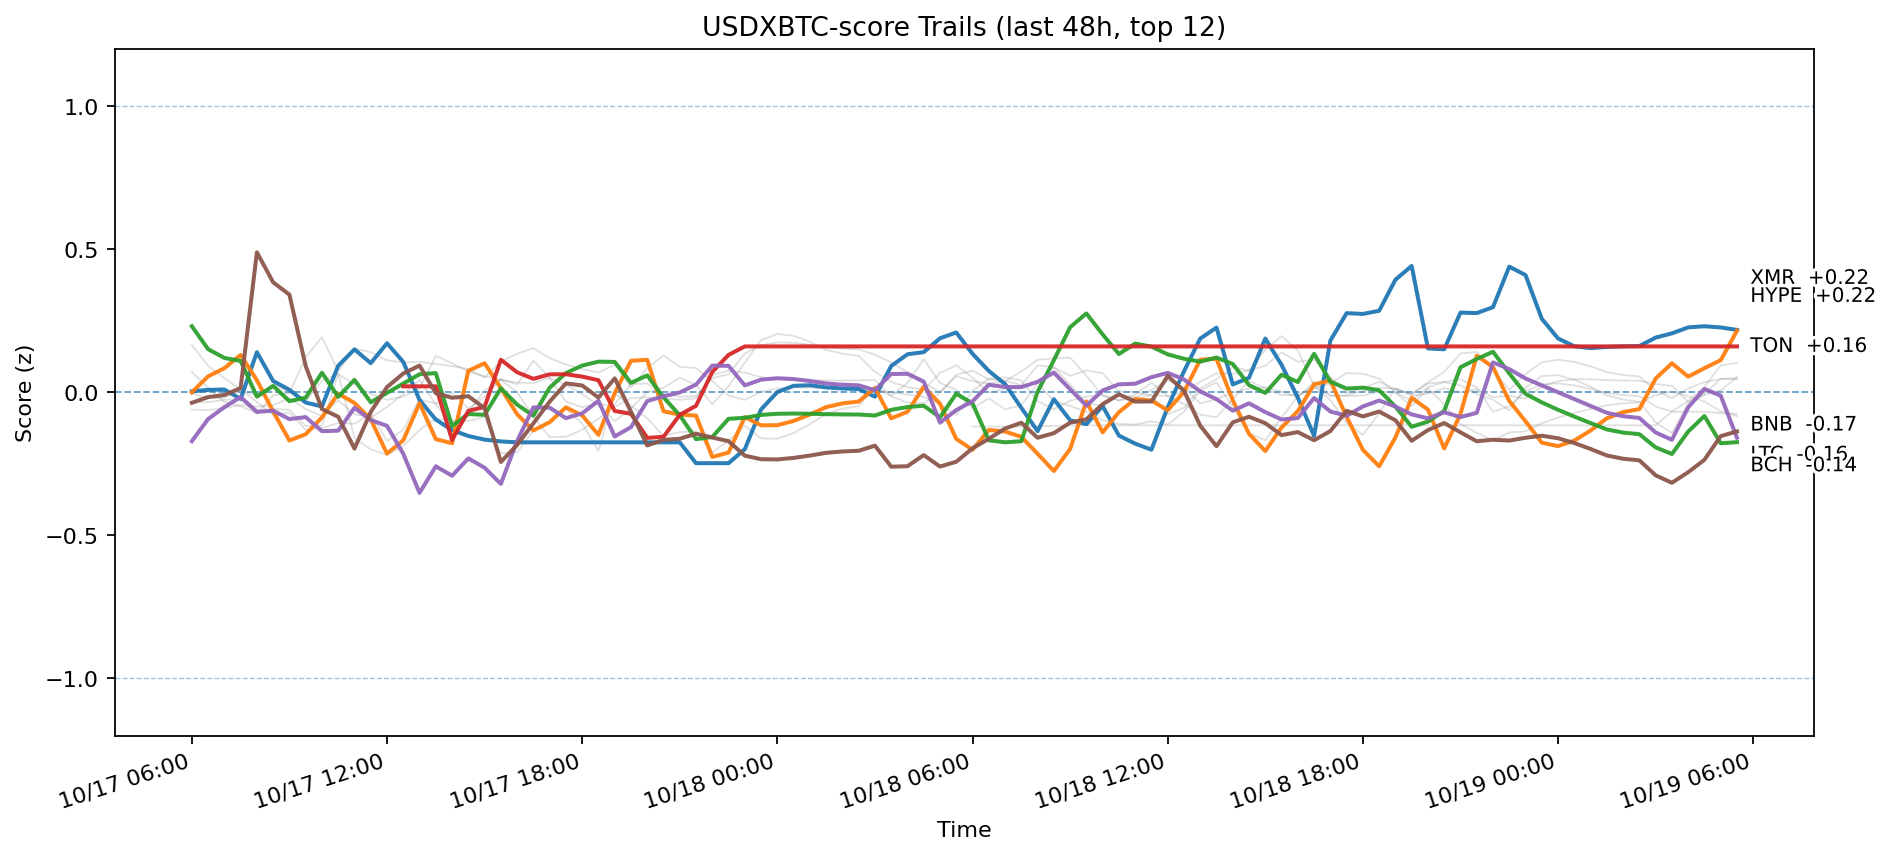 USDXBTC-score Trails (last 48h, top 12)
Score (z)
1.0
0.5
0.0
−0.5
−1.0
XMR +0.22
HYPE +0.22
TON +0.16
BNB -0.17
LTC -0.16
BCH -0.14
10/17 06:00
10/17 12:00
10/17 18:00
10/18 00:00
10/18 06:00
10/18 12:00
10/18 18:00
10/19 00:00
10/19 06:00
Time